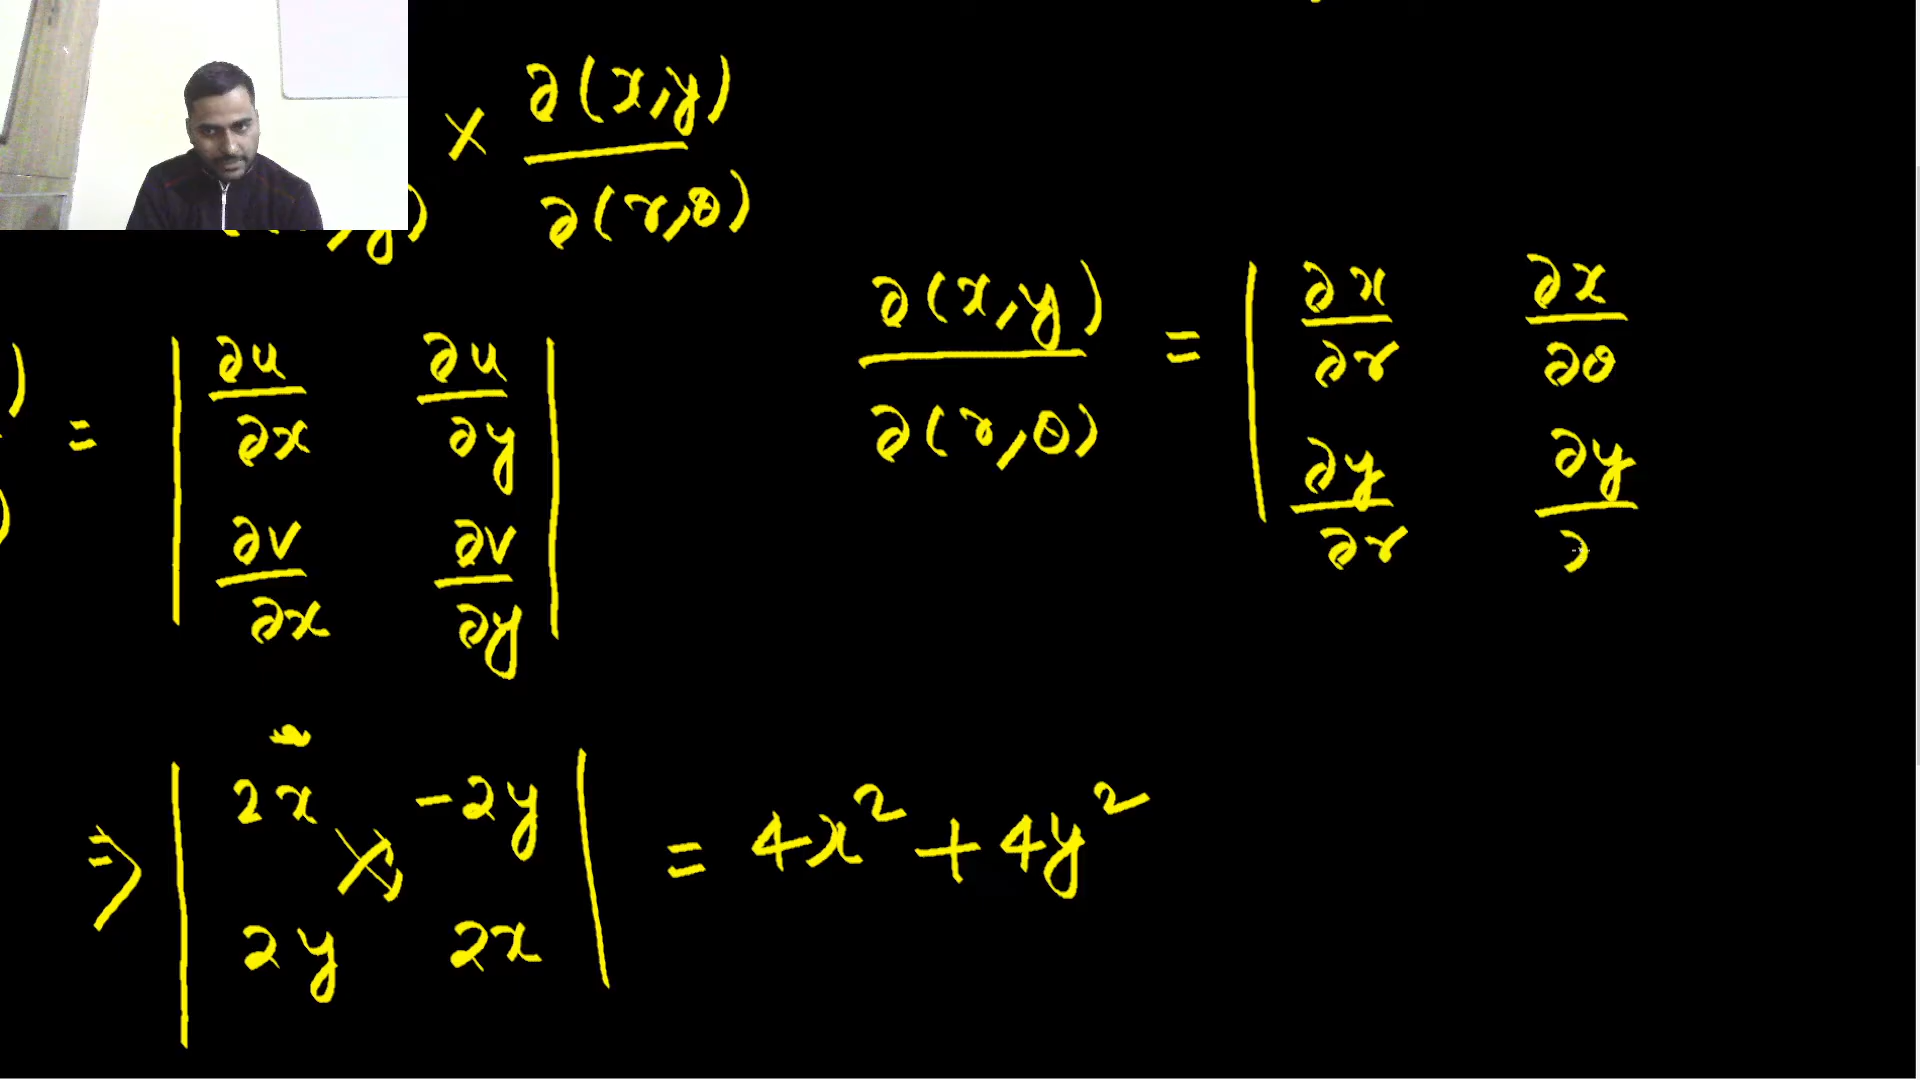 × ∂(x,y)
∂(r,θ)
, y)
)
= | ∂u/∂x ∂u/∂y |
| ∂v/∂x ∂v/∂y |
∂(x,y)/∂(r,θ) = | ∂x/∂r ∂x/∂θ
∂y/∂r ∂y/∂
⇒ | 2x -2y | = 4x² + 4y²
| 2y 2x |